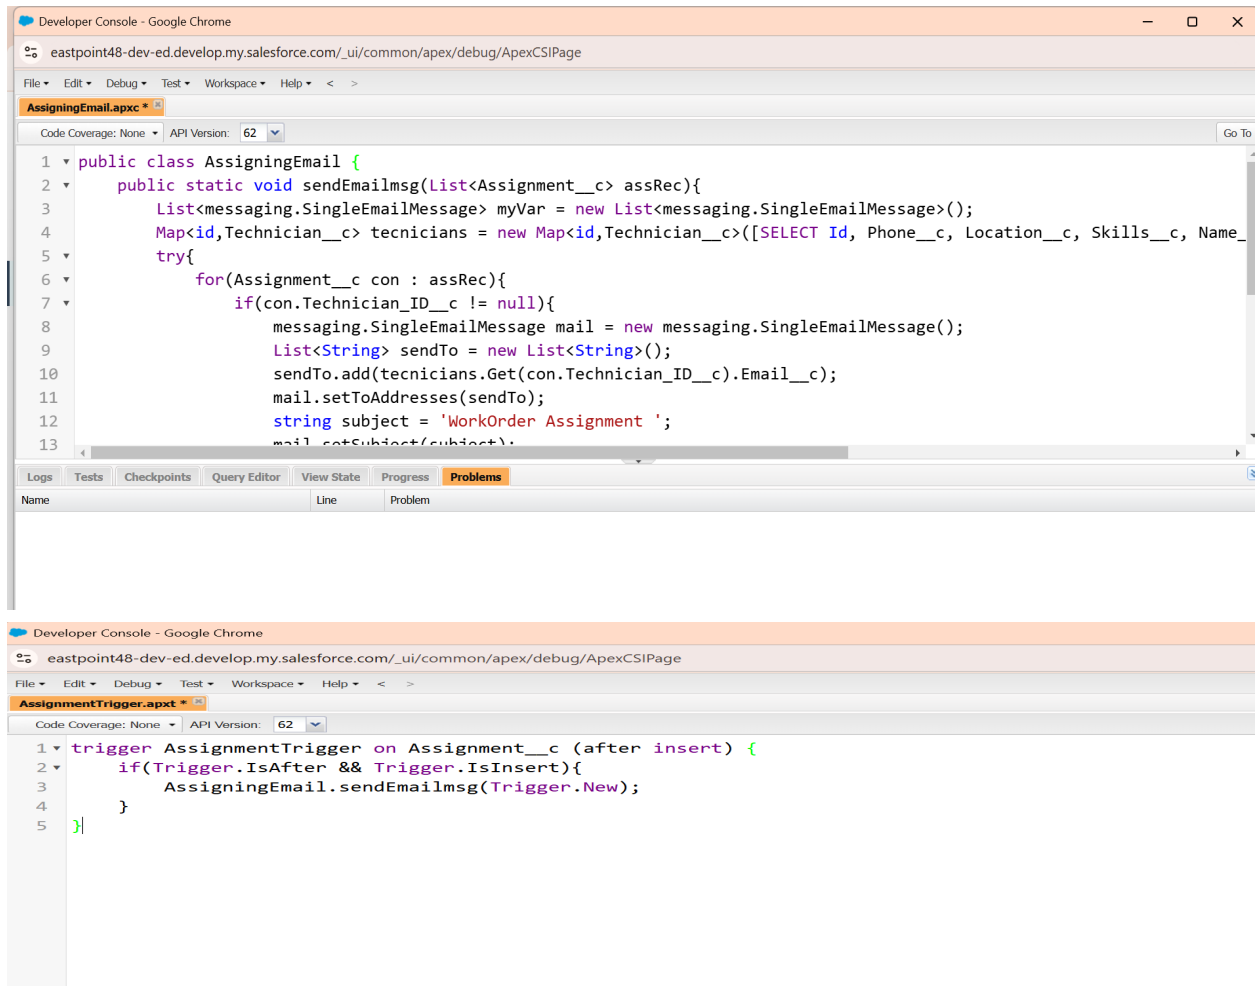 Developer Console - Google Chrome
eastpoint48-dev-ed.develop.my.salesforce.com/_ui/common/apex/debug/ApexCSIPage
File Edit Debug Test Workspace Help < >
AssigningEmail.apxc *
Code Coverage: None API Version: 62 Go To
1 public class AssigningEmail {
2 public static void sendEmailmsg(List<Assignment__c> assRec){
3 List<messaging.SingleEmailMessage> myVar = new List<messaging.SingleEmailMessage>();
4 Map<id,Technician__c> tecnicians = new Map<id,Technician__c>([SELECT Id, Phone__c, Location__c, Skills__c, Name_
5 try{
6 for(Assignment__c con : assRec){
7 if(con.Technician_ID__c != null){
8 messaging.SingleEmailMessage mail = new messaging.SingleEmailMessage();
9 List<String> sendTo = new List<String>();
10 sendTo.add(tecnicians.Get(con.Technician_ID__c).Email__c);
11 mail.setToAddresses(sendTo);
12 string subject = 'WorkOrder Assignment ';
13 mail.setSubject(subject);
Logs Tests Checkpoints Query Editor View State Progress Problems
Name Line Problem
Developer Console - Google Chrome
eastpoint48-dev-ed.develop.my.salesforce.com/_ui/common/apex/debug/ApexCSIPage
File Edit Debug Test Workspace Help < >
AssignmentTrigger.apxt *
Code Coverage: None API Version: 62
1 trigger AssignmentTrigger on Assignment__c (after insert) {
2 if(Trigger.IsAfter && Trigger.IsInsert){
3 AssigningEmail.sendEmailmsg(Trigger.New);
4 }
5 }